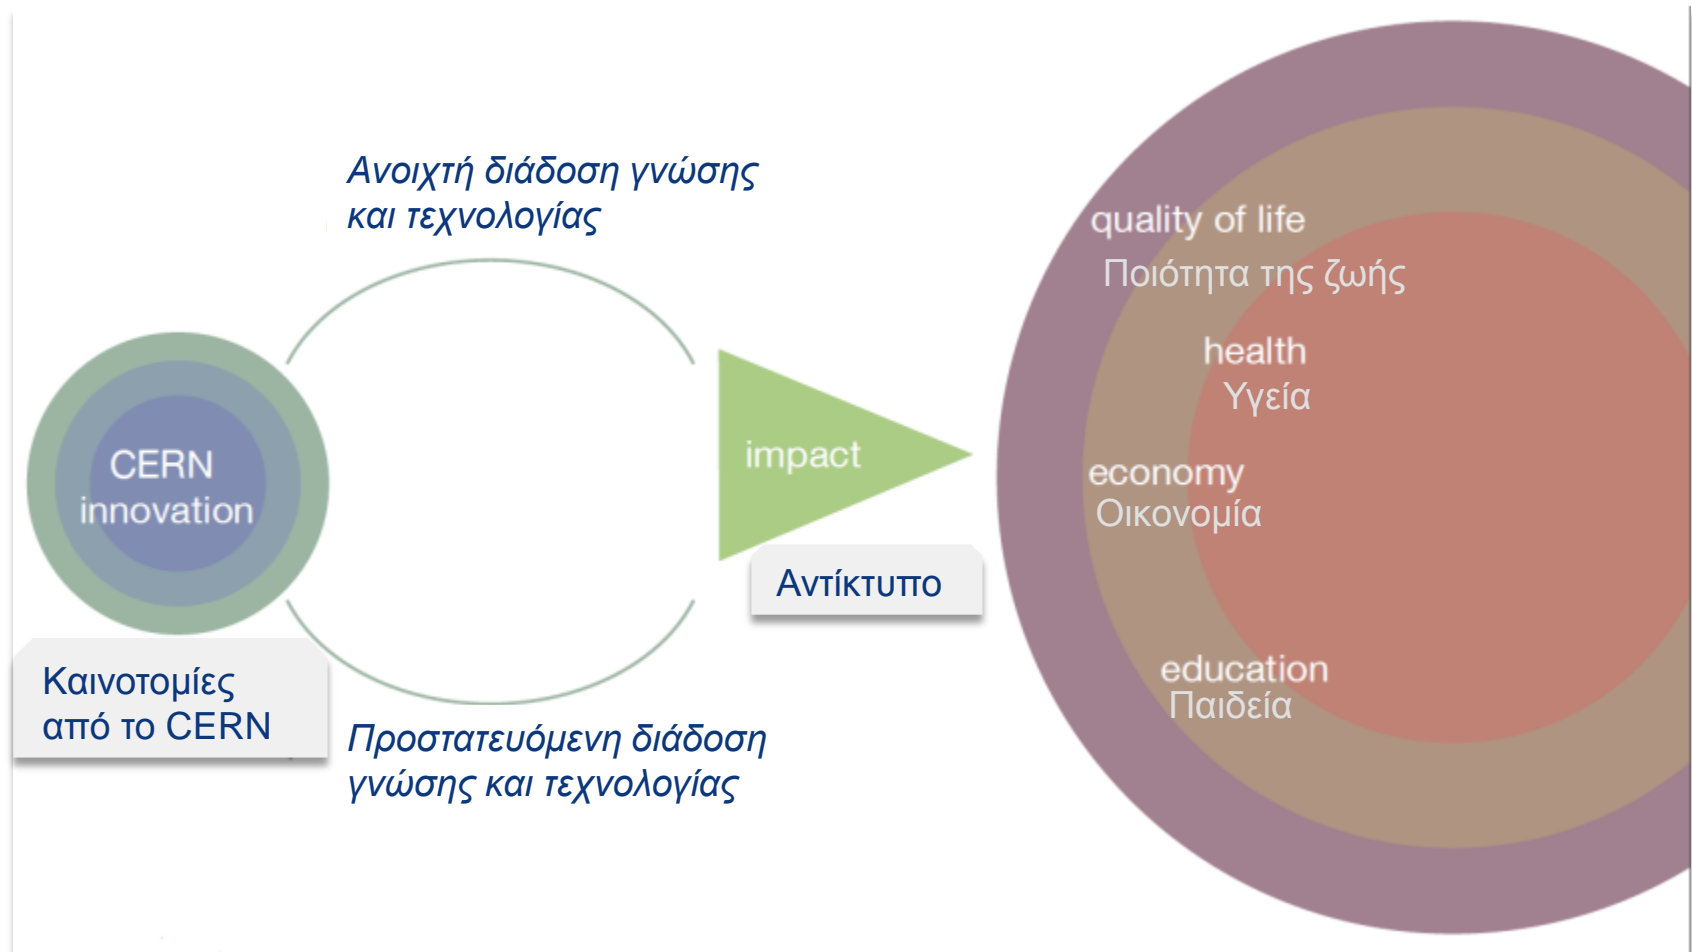 Ανοιχτή διάδοση γνώσης
και τεχνολογίας
quality of life
Ποιότητα της ζωής
health
Υγεία
CERN
innovation
impact
economy
Οικονομία
Αντίκτυπο
Καινοτομίες
από το CERN
education
Παιδεία
Προστατευόμενη διάδοση
γνώσης και τεχνολογίας